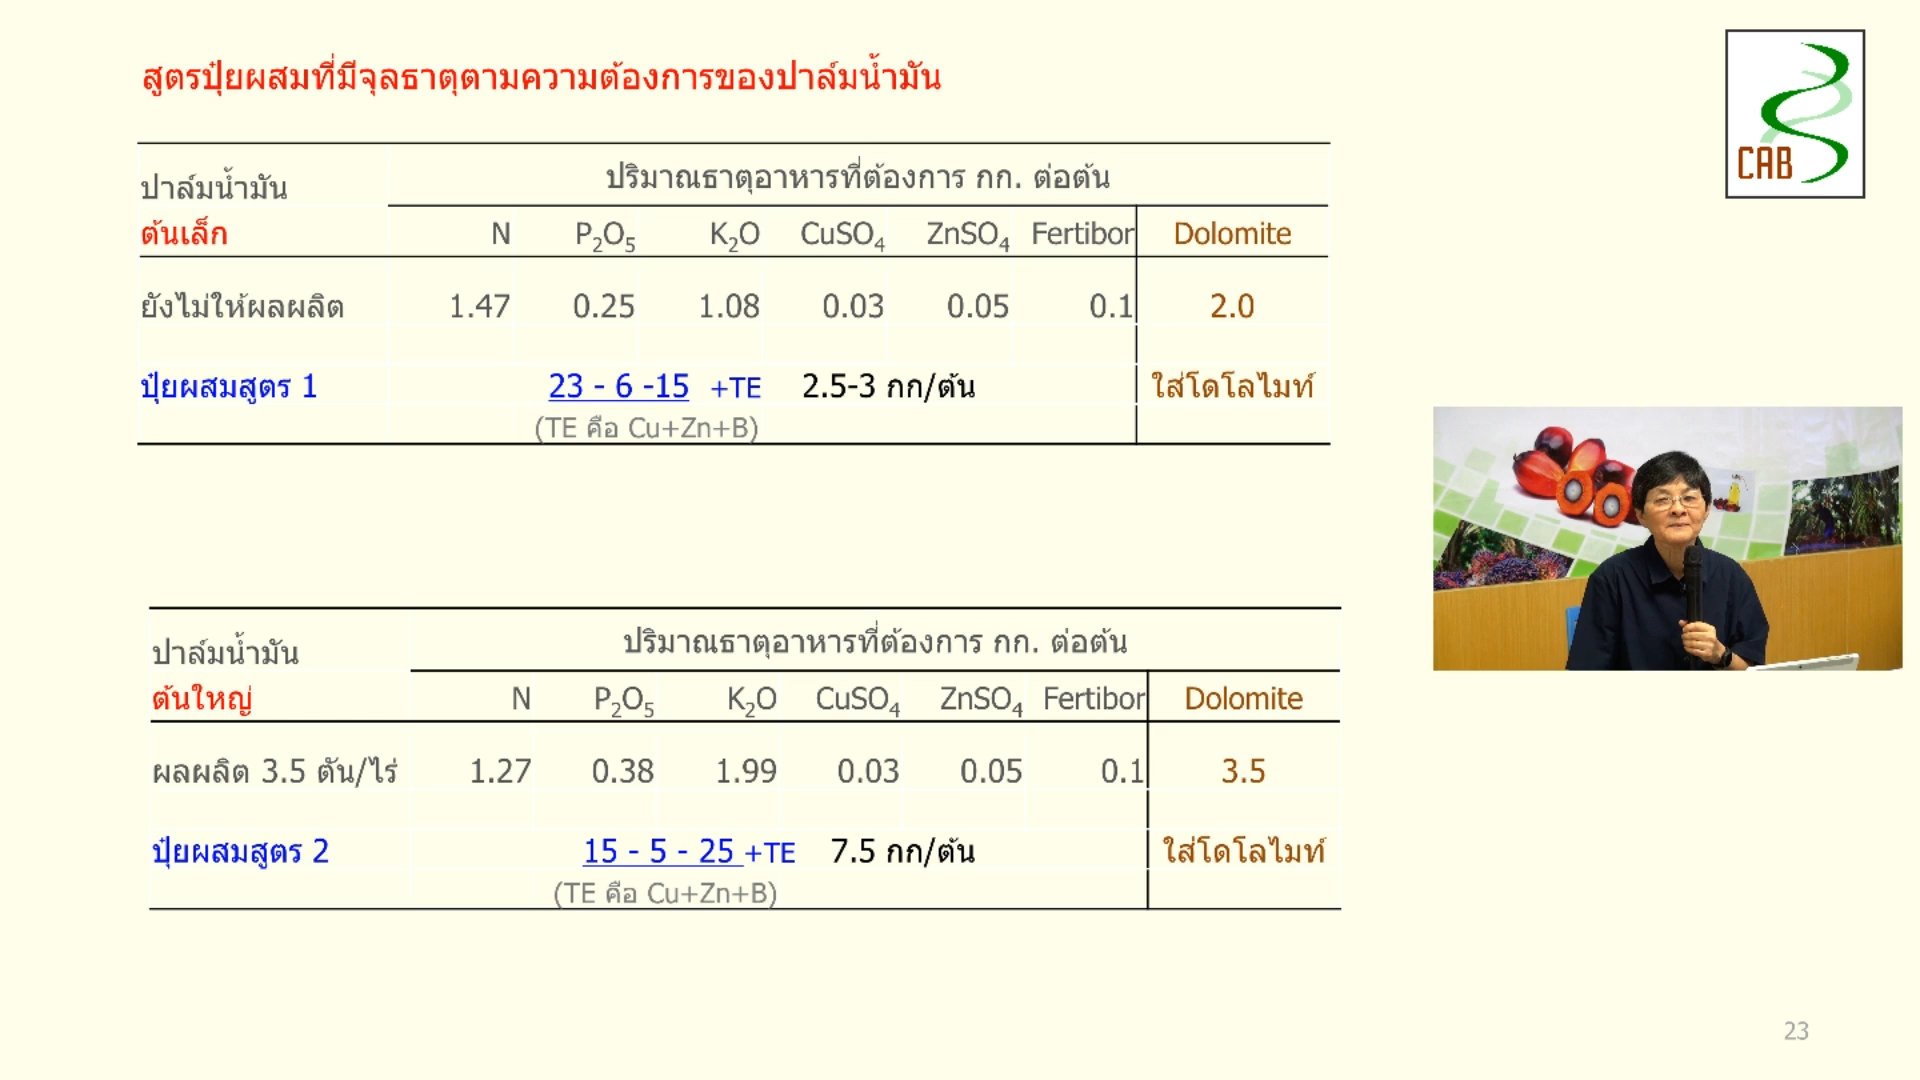 สูตรปุ๋ยผสมที่มีจุลธาตุตามความต้องการของปาล์มน้ำมัน
CAB
ปาล์มน้ำมัน ปริมาณธาตุอาหารที่ต้องการ กก. ต่อต้น
ต้นเล็ก N P2O5 K2O CuSO4 ZnSO4 Fertibor Dolomite
ยังไม่ให้ผลผลิต 1.47 0.25 1.08 0.03 0.05 0.1 2.0
ปุ๋ยผสมสูตร 1 23 - 6 -15 +TE 2.5-3 กก/ต้น ใส่โดโลไมท์
(TE คือ Cu+Zn+B)
ปาล์มน้ำมัน ปริมาณธาตุอาหารที่ต้องการ กก. ต่อต้น
ต้นใหญ่ N P2O5 K2O CuSO4 ZnSO4 Fertibor Dolomite
ผลผลิต 3.5 ตัน/ไร่ 1.27 0.38 1.99 0.03 0.05 0.1 3.5
ปุ๋ยผสมสูตร 2 15 - 5 - 25 +TE 7.5 กก/ต้น ใส่โดโลไมท์
(TE คือ Cu+Zn+B)
23